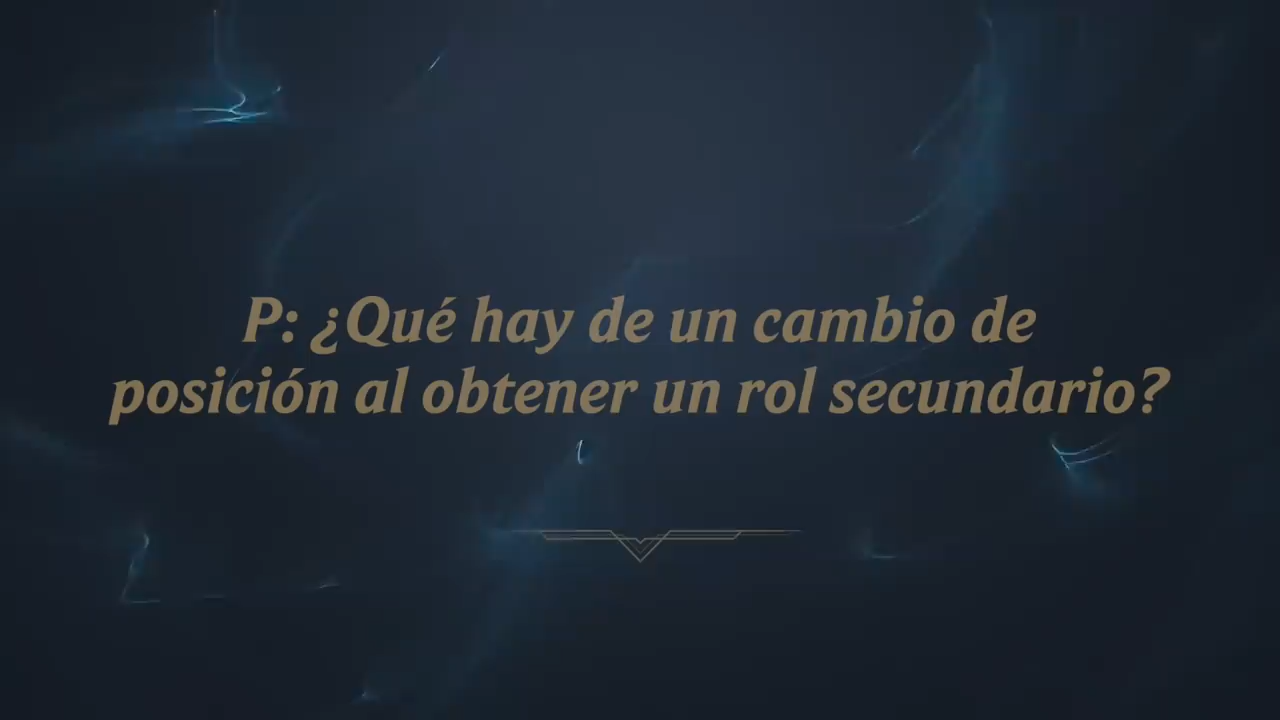 P: ¿Qué hay de un cambio de
posición al obtener un rol secundario?